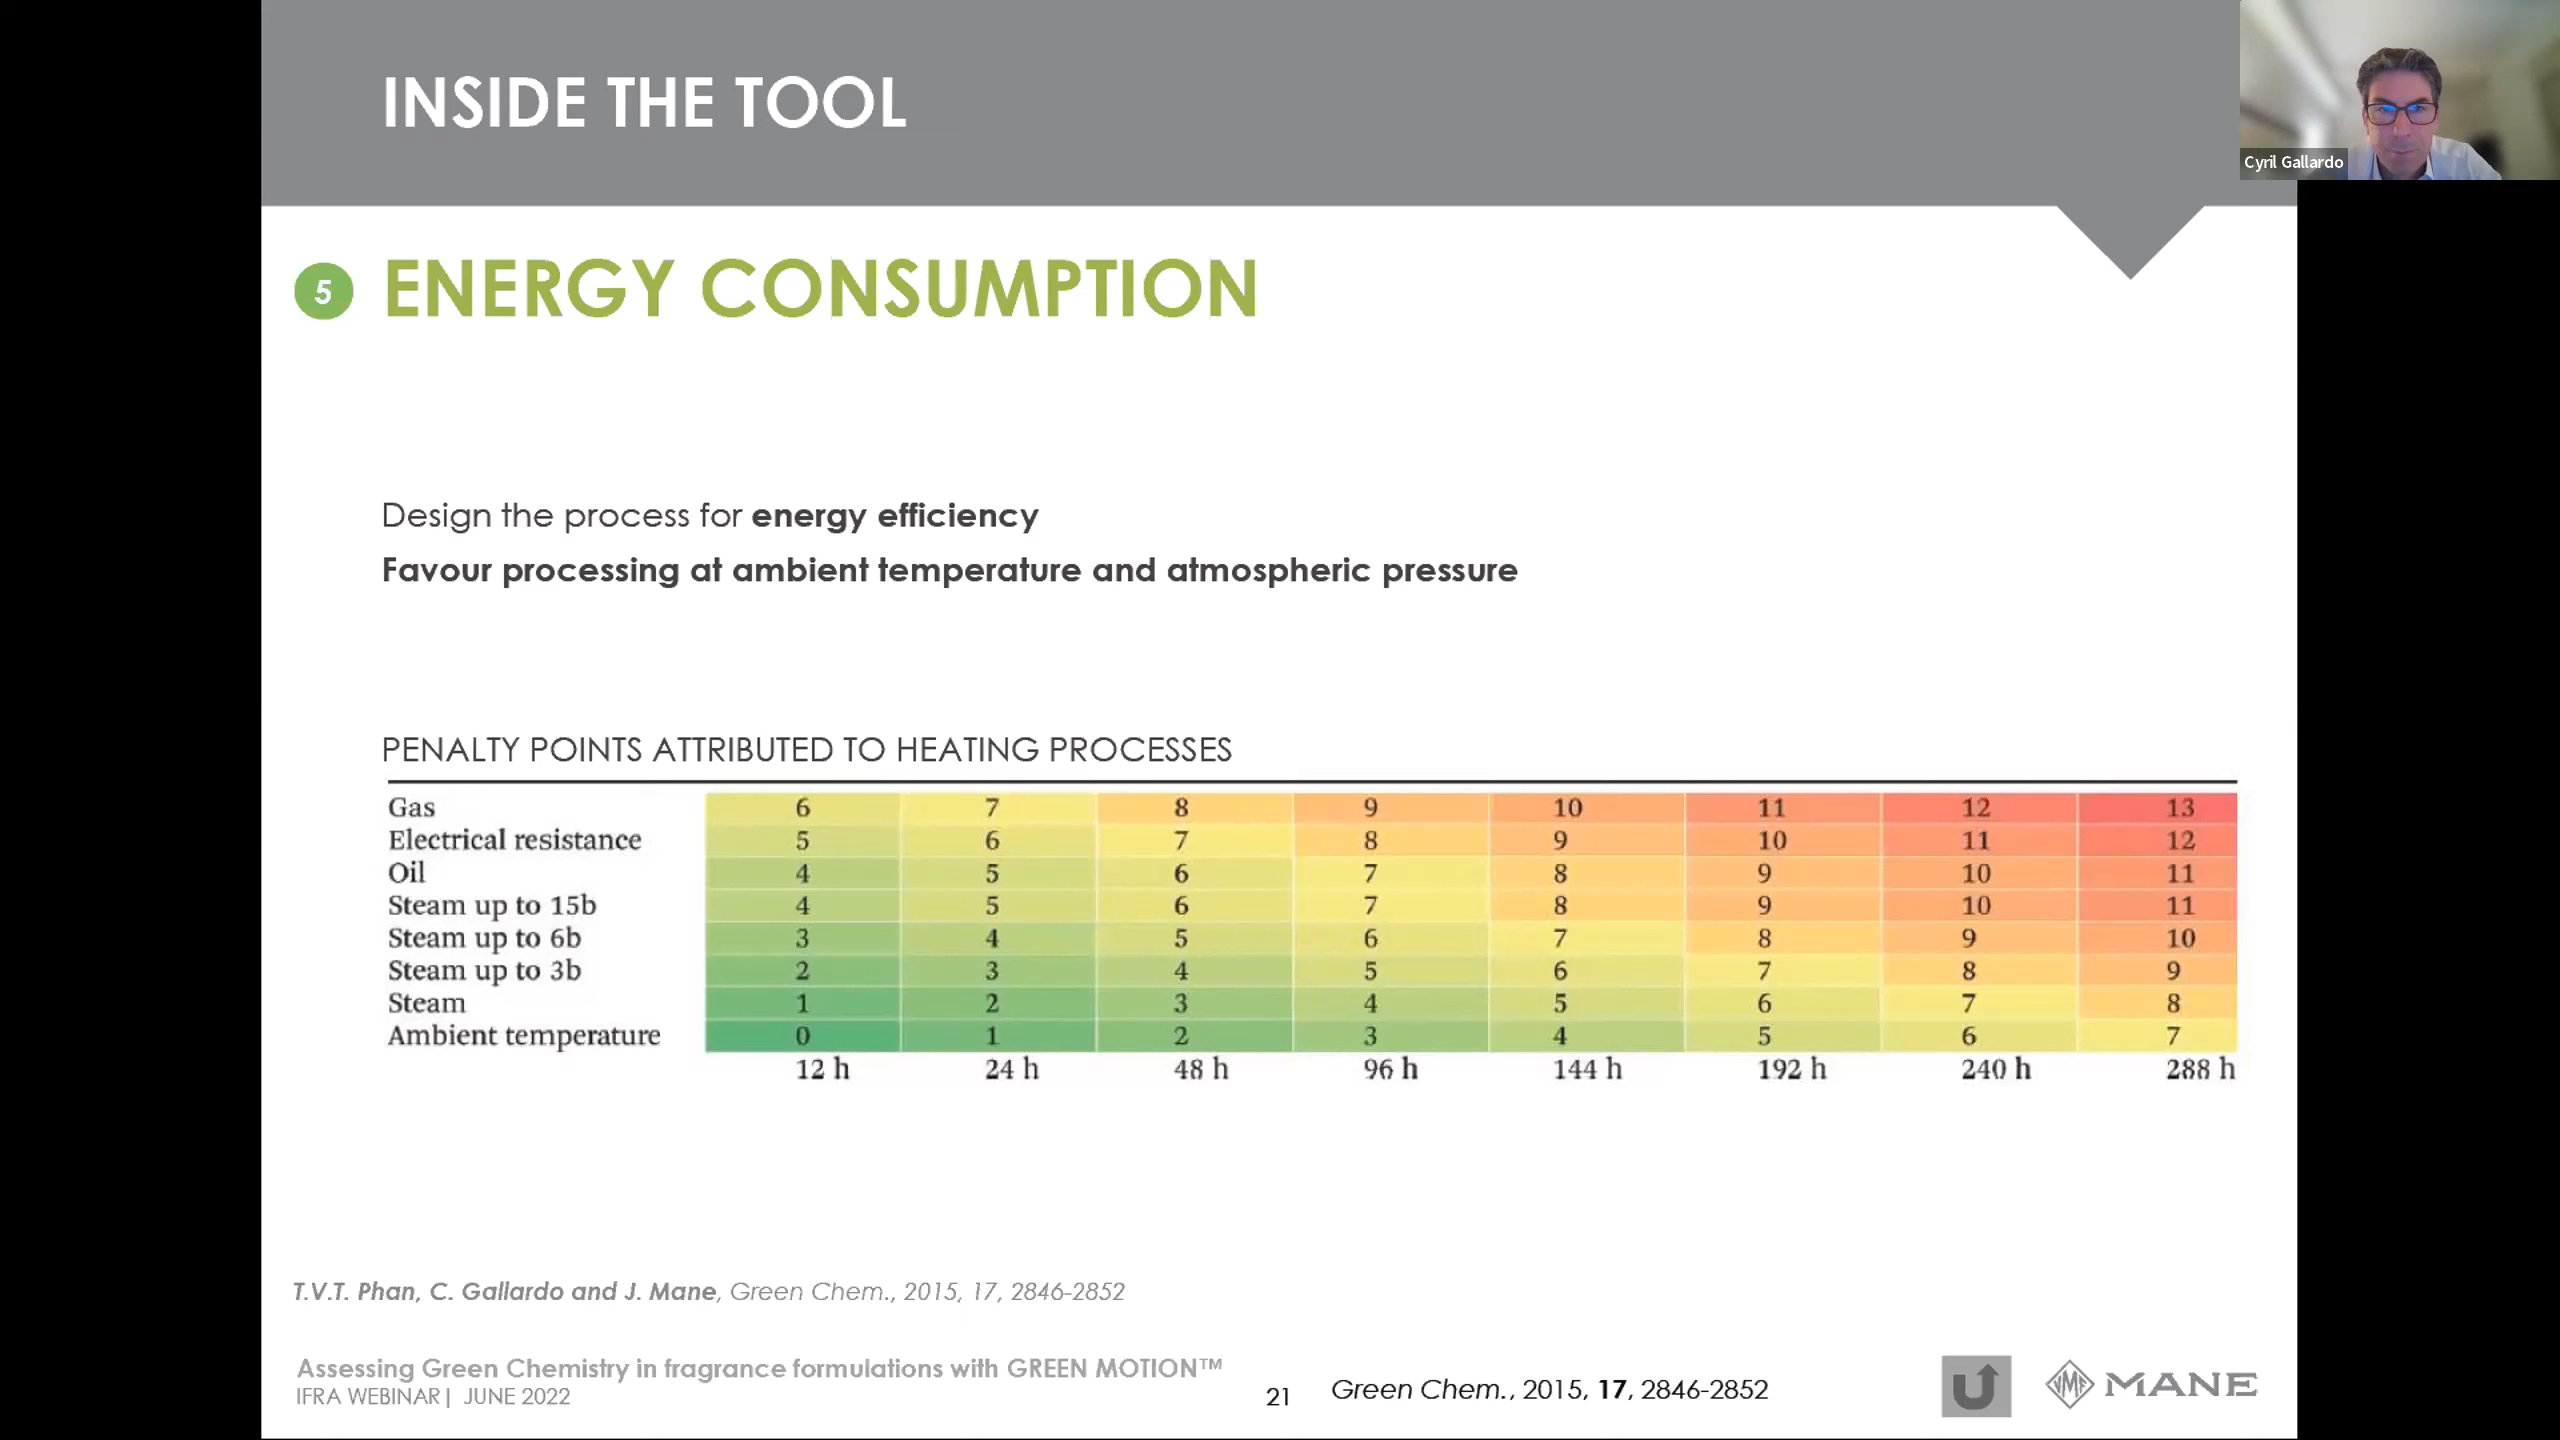 INSIDE THE TOOL
Cyril Gallardo
5 ENERGY CONSUMPTION
Design the process for energy efficiency
Favour processing at ambient temperature and atmospheric pressure
PENALTY POINTS ATTRIBUTED TO HEATING PROCESSES
Gas 6 7 8 9 10 11 12 13
Electrical resistance 5 6 7 8 9 10 11 12
Oil 4 5 6 7 8 9 10 11
Steam up to 15b 4 5 6 7 8 9 10 11
Steam up to 6b 3 4 5 6 7 8 9 10
Steam up to 3b 2 3 4 5 6 7 8 9
Steam 1 2 3 4 5 6 7 8
Ambient temperature 0 1 2 3 4 5 6 7
12 h 24 h 48 h 96 h 144 h 192 h 240 h 288 h
T.V.T. Phan, C. Gallardo and J. Mane, Green Chem., 2015, 17, 2846-2852
Assessing Green Chemistry in fragrance formulations with GREEN MOTION™
IFRA WEBINAR | JUNE 2022
21
Green Chem., 2015, 17, 2846-2852
VMF MANE